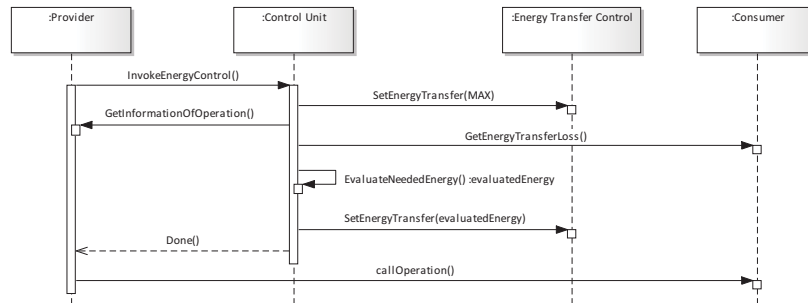 :Provider
:Control Unit
:Energy Transfer Control
:Consumer
InvokeEnergyControl()
SetEnergyTransfer(MAX)
GetInformationOfOperation()
GetEnergyTransferLoss()
EvaluateNeededEnergy() :evaluatedEnergy
SetEnergyTransfer(evaluatedEnergy)
Done()
callOperation()